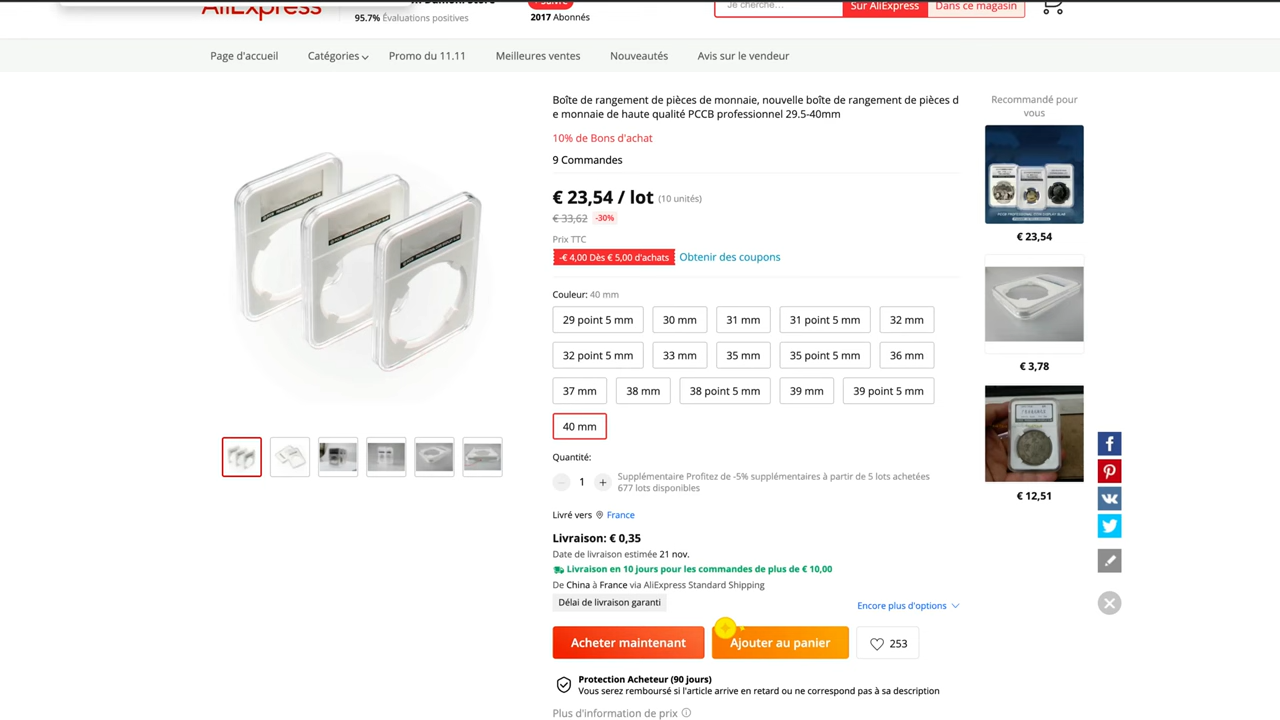 AliExpress
95.7% Évaluations positives
2017 Abonnés
Je cherche...
Sur AliExpress
Dans ce magasin
Page d'accueil
Catégories
Promo du 11.11
Meilleures ventes
Nouveautés
Avis sur le vendeur
Boîte de rangement de pièces de monnaie, nouvelle boîte de rangement de pièces d
e monnaie de haute qualité PCCB professionnel 29.5-40mm
10% de Bons d'achat
9 Commandes
€ 23,54 / lot (10 unités)
€ 33,62 -30%
Prix TTC
-€ 4,00 Dès € 5,00 d'achats Obtenir des coupons
Couleur: 40 mm
29 point 5 mm 30 mm 31 mm 31 point 5 mm 32 mm
32 point 5 mm 33 mm 35 mm 35 point 5 mm 36 mm
37 mm 38 mm 38 point 5 mm 39 mm 39 point 5 mm
40 mm
Quantité:
1
Supplémentaire Profitez de -5% supplémentaires à partir de 5 lots achetées
677 lots disponibles
Livré vers France
Livraison: € 0,35
Date de livraison estimée 21 nov.
Livraison en 10 jours pour les commandes de plus de € 10,00
De China à France via AliExpress Standard Shipping
Délai de livraison garanti
Encore plus d'options
Acheter maintenant
Ajouter au panier
253
Protection Acheteur (90 jours)
Vous serez remboursé si l'article arrive en retard ou ne correspond pas à sa description
Plus d'information de prix
Recommandé pour
vous
€ 23,54
€ 3,78
€ 12,51